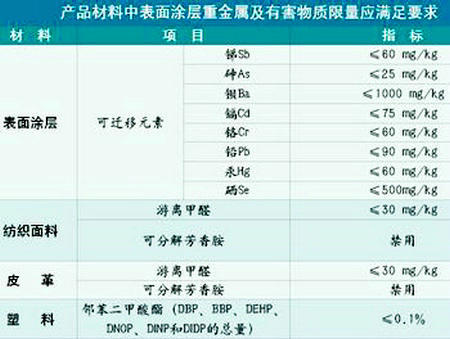 产品材料中表面涂层重金属及有害物质限量应满足要求
材 料 项 目 指 标
表面涂层 可迁移元素 锑Sb ≤60 mg/kg
砷As ≤25 mg/kg
钡Ba ≤1000 mg/kg
镉Cd ≤75 mg/kg
铬Cr ≤60 mg/kg
铅Pb ≤90 mg/kg
汞Hg ≤60 mg/kg
硒Se ≤500mg/kg
纺织面料 游离甲醛 ≤30 mg/kg
可分解芳香胺 禁用
皮 革 游离甲醛 ≤30 mg/kg
可分解芳香胺 禁用
塑 料 邻苯二甲酸酯（DBP、BBP、DEHP、
DNOP、DINP和DIDP的总量） ≤0.1%